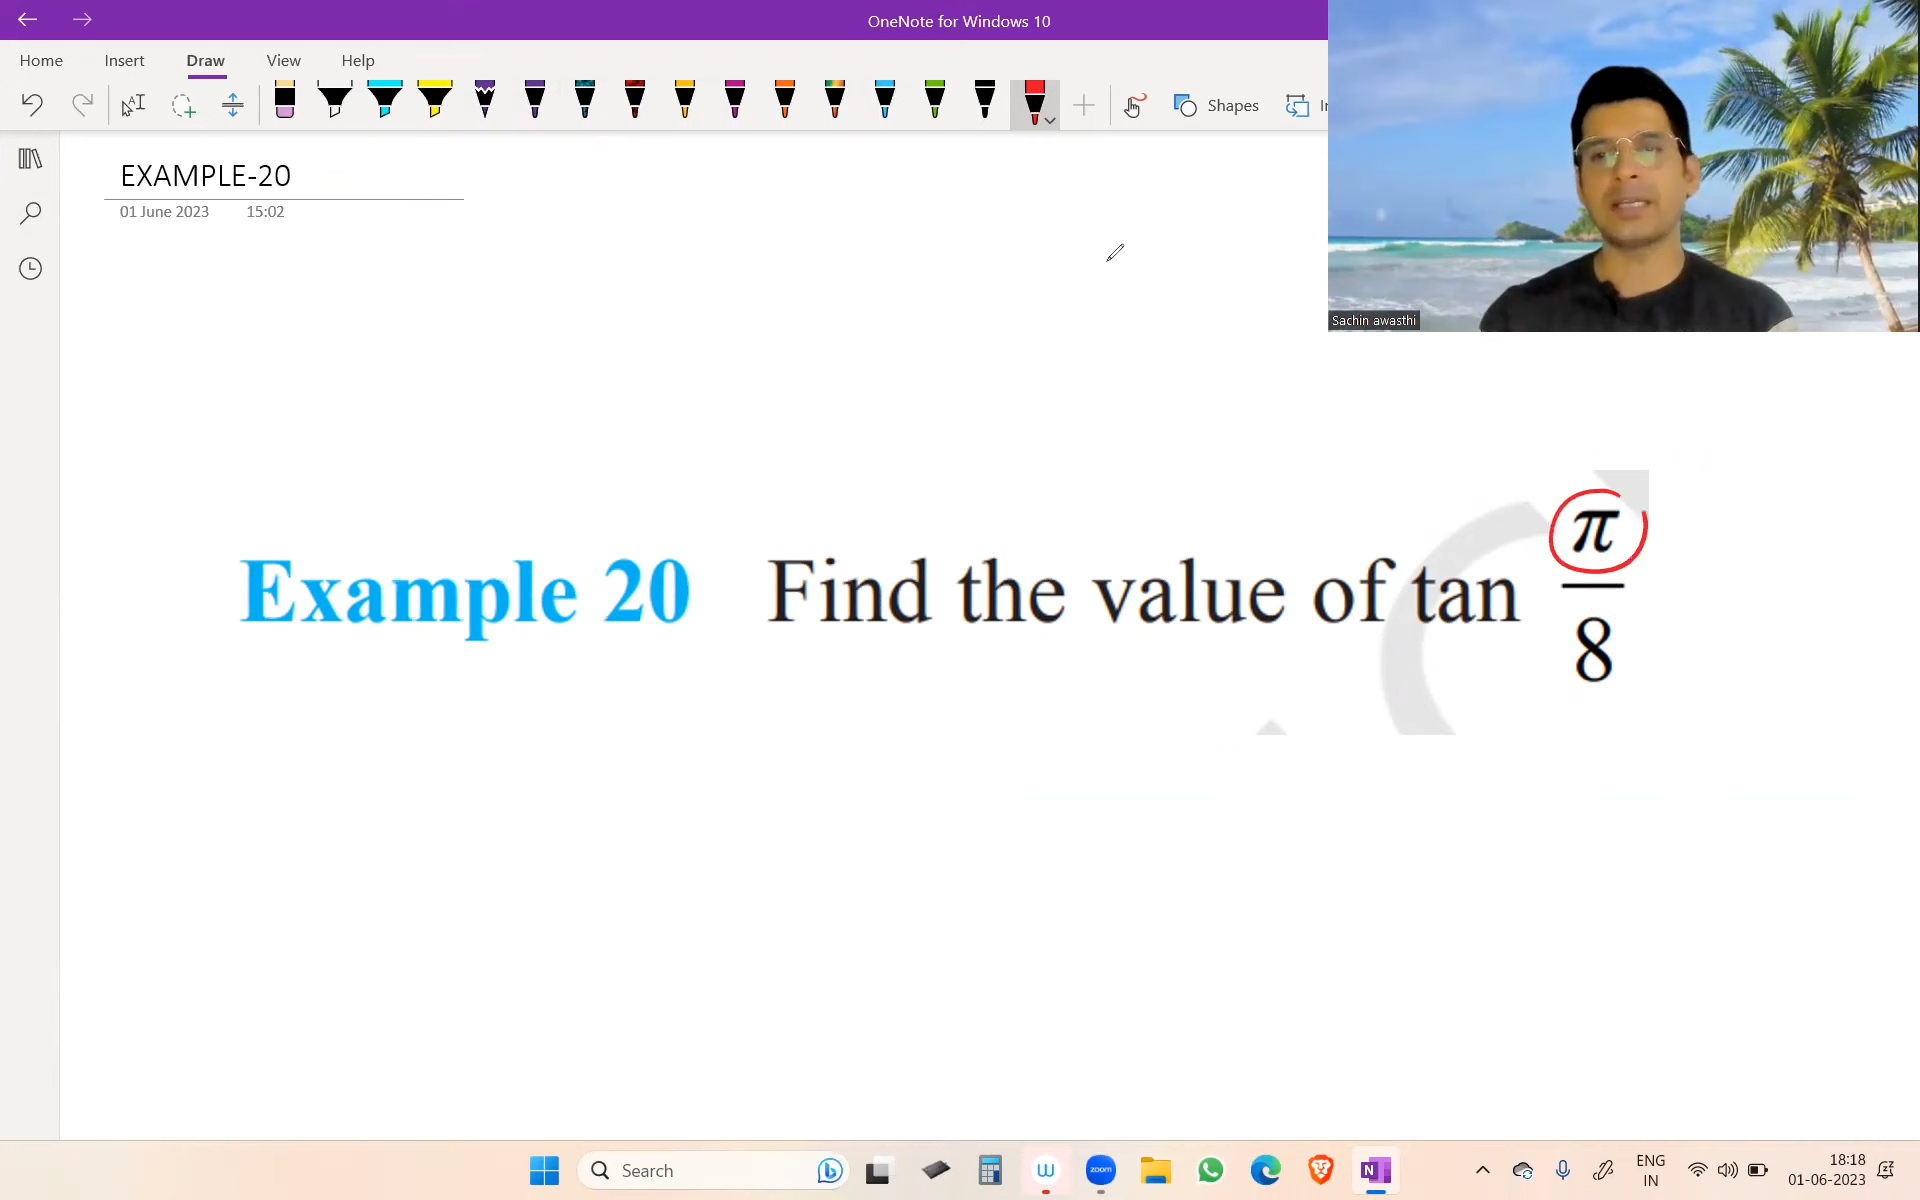 OneNote for Windows 10
Home Insert Draw View Help
Shapes
EXAMPLE-20
01 June 2023 15:02
Sachin awasthi
Example 20 Find the value of tan π/8
Search
zoom
ENG
IN
18:18
01-06-2023